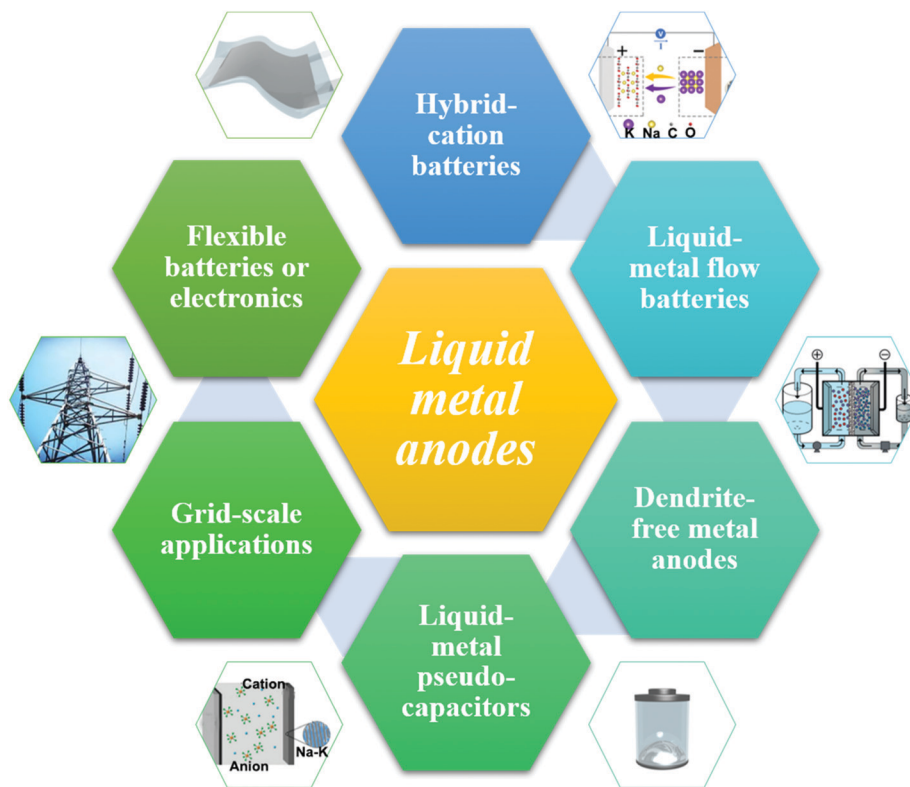 Hybrid-
cation
batteries
V
I
+
−
K Na C O
Flexible
batteries or
electronics
Liquid-
metal flow
batteries
Liquid
metal
anodes
+
−
Grid-scale
applications
Dendrite-
free metal
anodes
Liquid-
metal
pseudo-
capacitors
Cation
Na-K
Anion